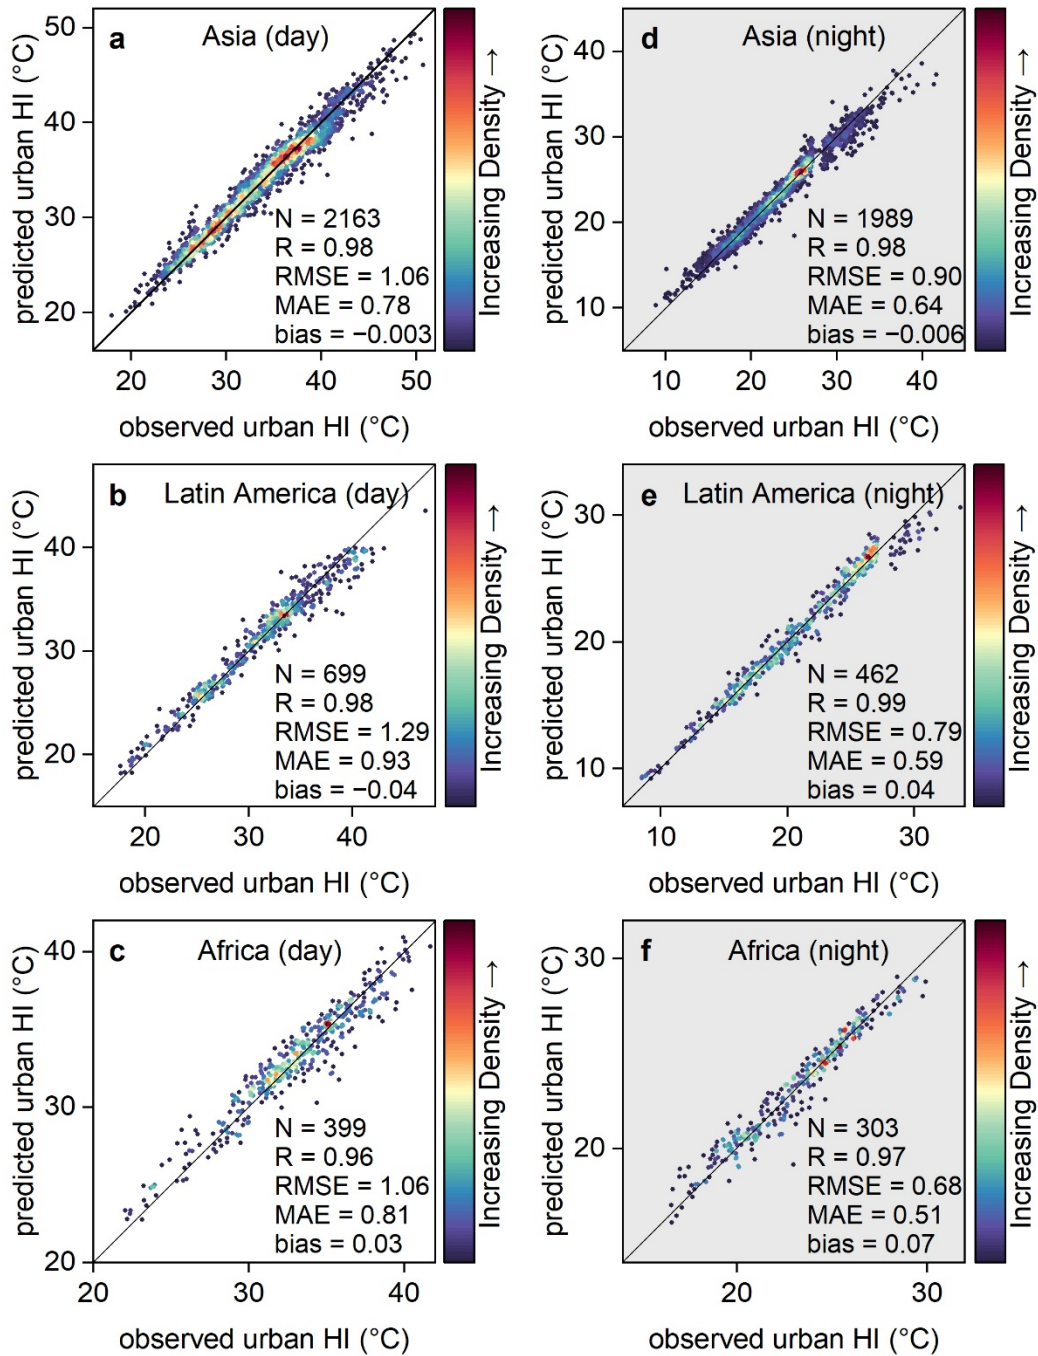 a Asia (day)
predicted urban HI (°C)
50
40
30
20
N = 2163
R = 0.98
RMSE = 1.06
MAE = 0.78
bias = −0.003
20 30 40 50
observed urban HI (°C)
Increasing Density →
d Asia (night)
predicted urban HI (°C)
40
30
20
10
N = 1989
R = 0.98
RMSE = 0.90
MAE = 0.64
bias = −0.006
10 20 30 40
observed urban HI (°C)
Increasing Density →
b Latin America (day)
predicted urban HI (°C)
40
30
20
N = 699
R = 0.98
RMSE = 1.29
MAE = 0.93
bias = −0.04
20 30 40
observed urban HI (°C)
Increasing Density →
e Latin America (night)
predicted urban HI (°C)
30
20
10
N = 462
R = 0.99
RMSE = 0.79
MAE = 0.59
bias = 0.04
10 20 30
observed urban HI (°C)
Increasing Density →
c Africa (day)
predicted urban HI (°C)
40
30
20
N = 399
R = 0.96
RMSE = 1.06
MAE = 0.81
bias = 0.03
20 30 40
observed urban HI (°C)
Increasing Density →
f Africa (night)
predicted urban HI (°C)
30
20
N = 303
R = 0.97
RMSE = 0.68
MAE = 0.51
bias = 0.07
20 30
observed urban HI (°C)
Increasing Density →